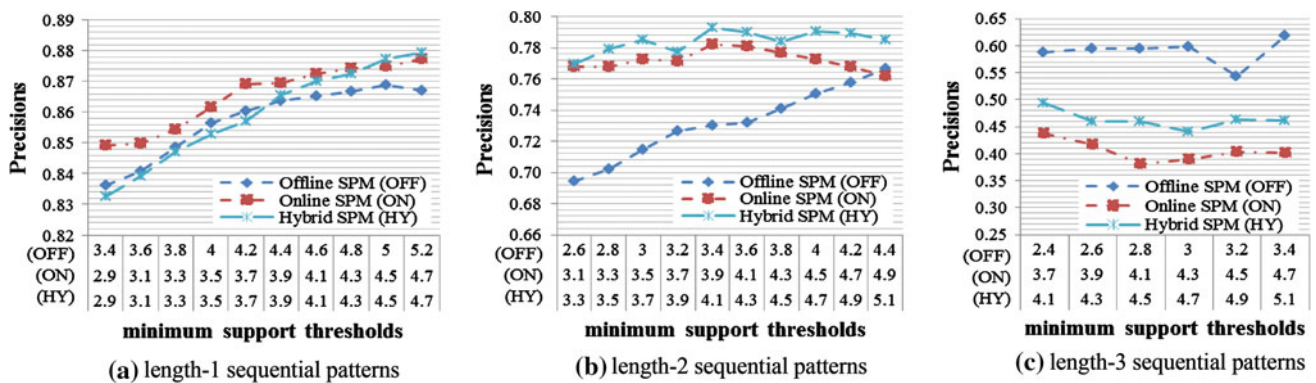 0.89
0.88
0.87
0.86
0.85
0.84
0.83
0.82
Precisions
Offline SPM (OFF)
Online SPM (ON)
Hybrid SPM (HY)
(OFF) 3.4 3.6 3.8 4 4.2 4.4 4.6 4.8 5 5.2
(ON) 2.9 3.1 3.3 3.5 3.7 3.9 4.1 4.3 4.5 4.7
(HY) 2.9 3.1 3.3 3.5 3.7 3.9 4.1 4.3 4.5 4.7
minimum support thresholds
(a) length-1 sequential patterns
0.80
0.78
0.76
0.74
0.72
0.70
0.68
0.66
Precisions
Offline SPM (OFF)
Online SPM (ON)
Hybrid SPM (HY)
(OFF) 2.6 2.8 3 3.2 3.4 3.6 3.8 4 4.2 4.4
(ON) 3.1 3.3 3.5 3.7 3.9 4.1 4.3 4.5 4.7 4.9
(HY) 3.3 3.5 3.7 3.9 4.1 4.3 4.5 4.7 4.9 5.1
minimum support thresholds
(b) length-2 sequential patterns
0.65
0.60
0.55
0.50
0.45
0.40
0.35
0.30
0.25
Precisions
Offline SPM (OFF)
Online SPM (ON)
Hybrid SPM (HY)
(OFF) 2.4 2.6 2.8 3 3.2 3.4
(ON) 3.7 3.9 4.1 4.3 4.5 4.7
(HY) 4.1 4.3 4.5 4.7 4.9 5.1
minimum support thresholds
(c) length-3 sequential patterns